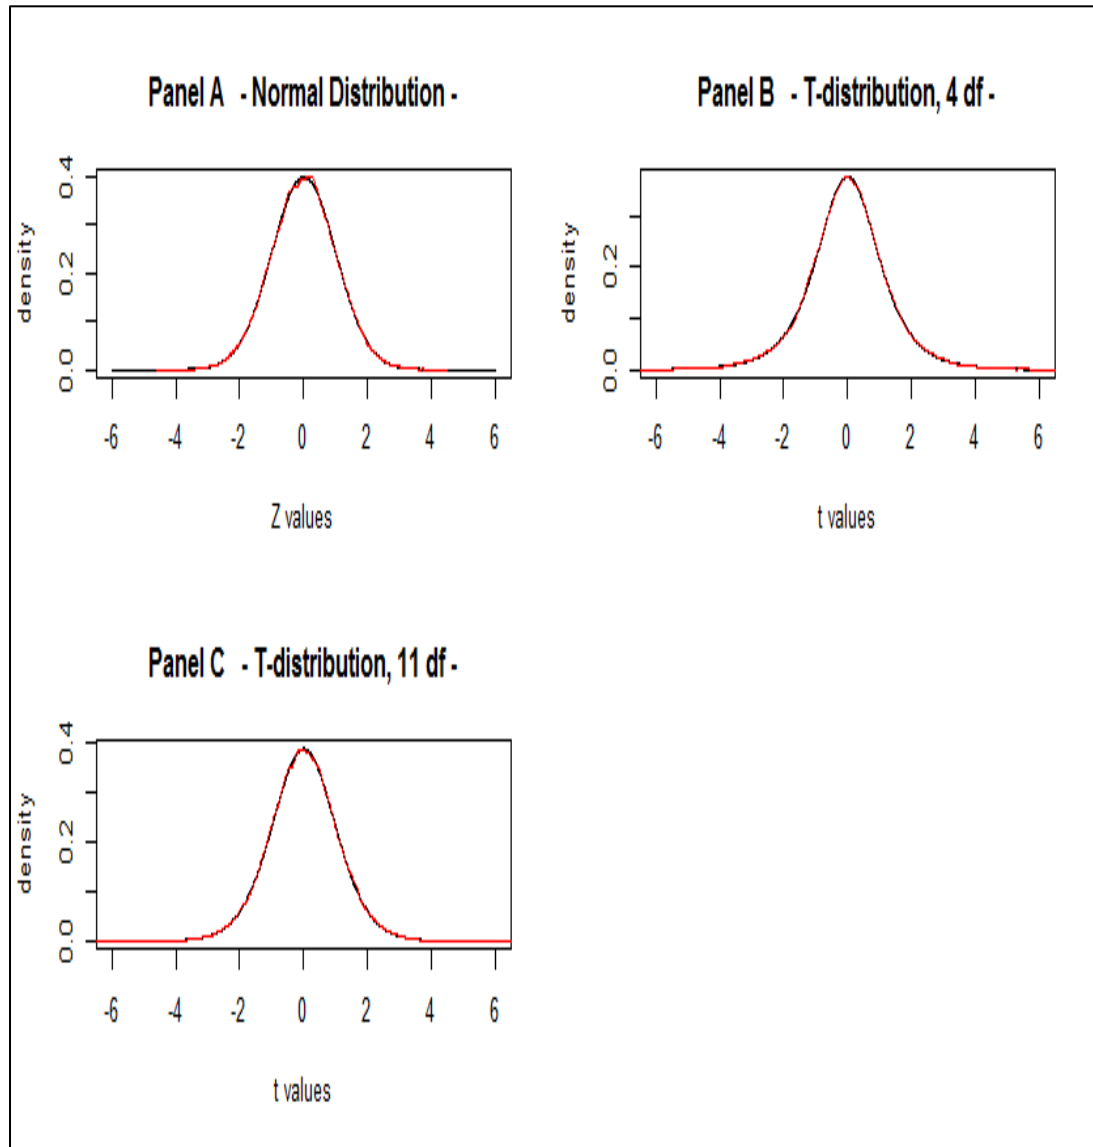 Panel A - Normal Distribution -
density
0.0 0.2 0.4
-6 -4 -2 0 2 4 6
Z values
Panel B - T-distribution, 4 df -
density
0.0 0.2
-6 -4 -2 0 2 4 6
t values
Panel C - T-distribution, 11 df -
density
0.0 0.2 0.4
-6 -4 -2 0 2 4 6
t values